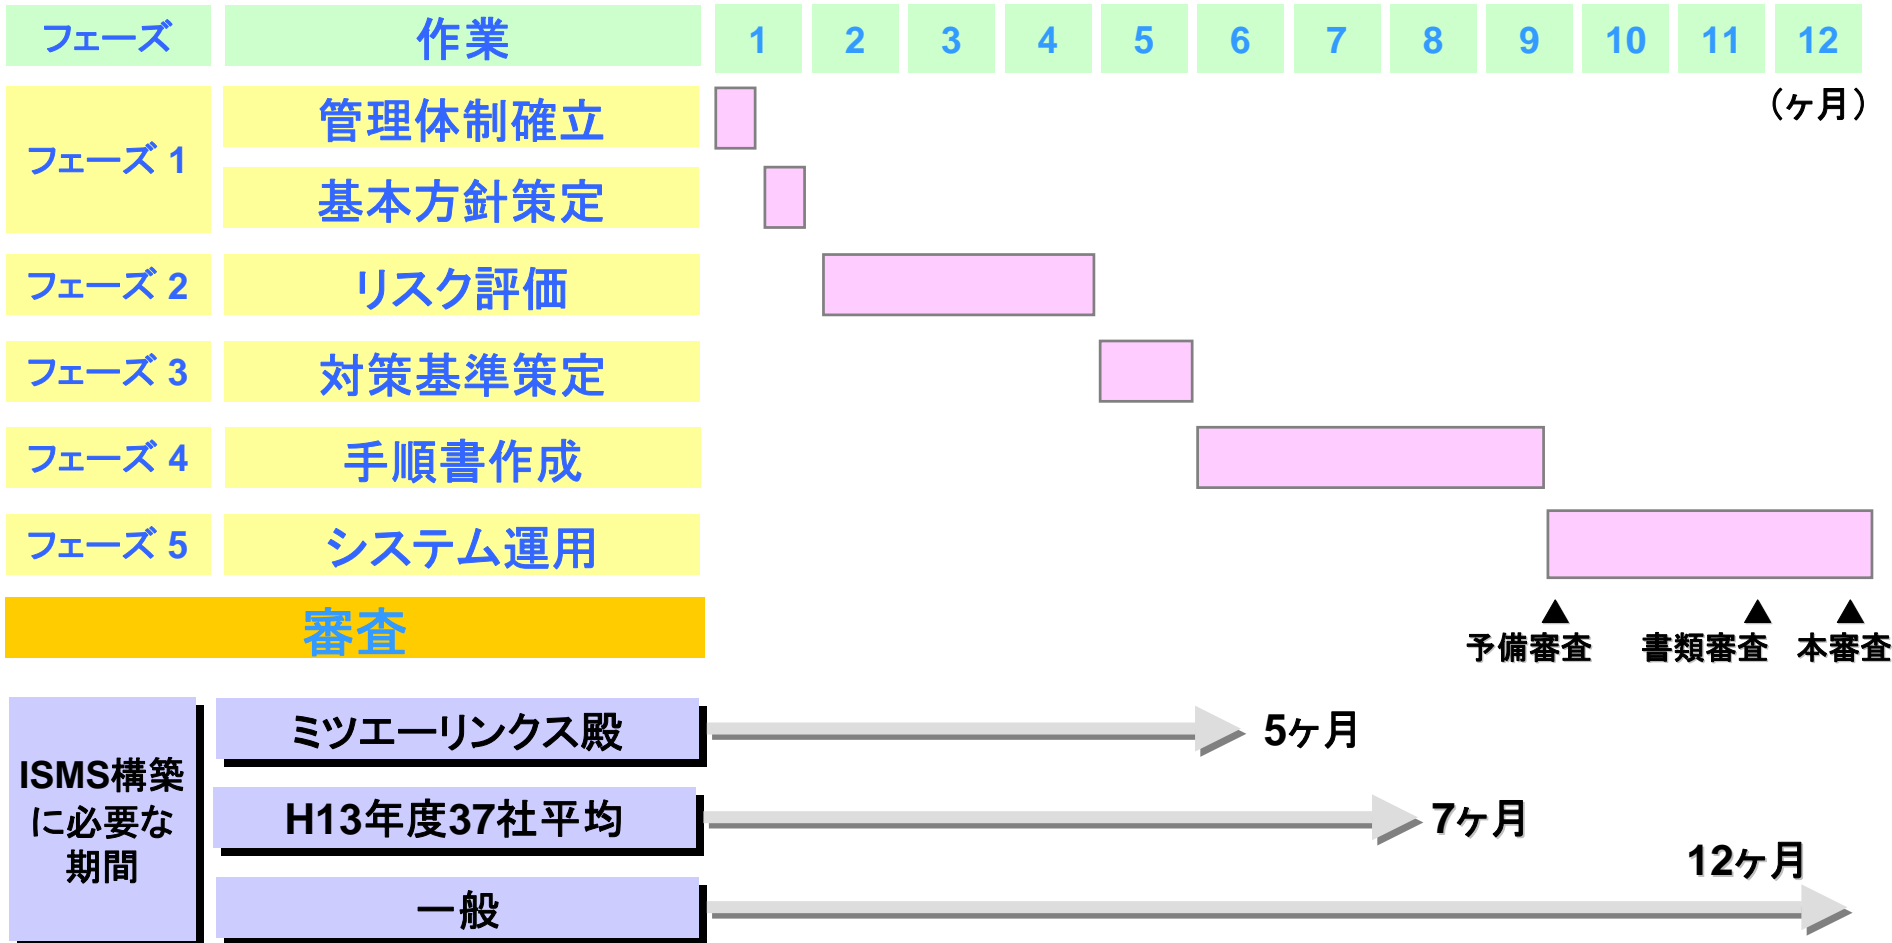 フェーズ 作業 1 2 3 4 5 6 7 8 9 10 11 12
（ヶ月）
フェーズ 1
管理体制確立
基本方針策定
フェーズ 2 リスク評価
フェーズ 3 対策基準策定
フェーズ 4 手順書作成
フェーズ 5 システム運用
審査
予備審査 書類審査 本審査
ISMS構築
に必要な
期間
ミツエーリンクス殿 5ヶ月
H13年度37社平均 7ヶ月
一般 12ヶ月